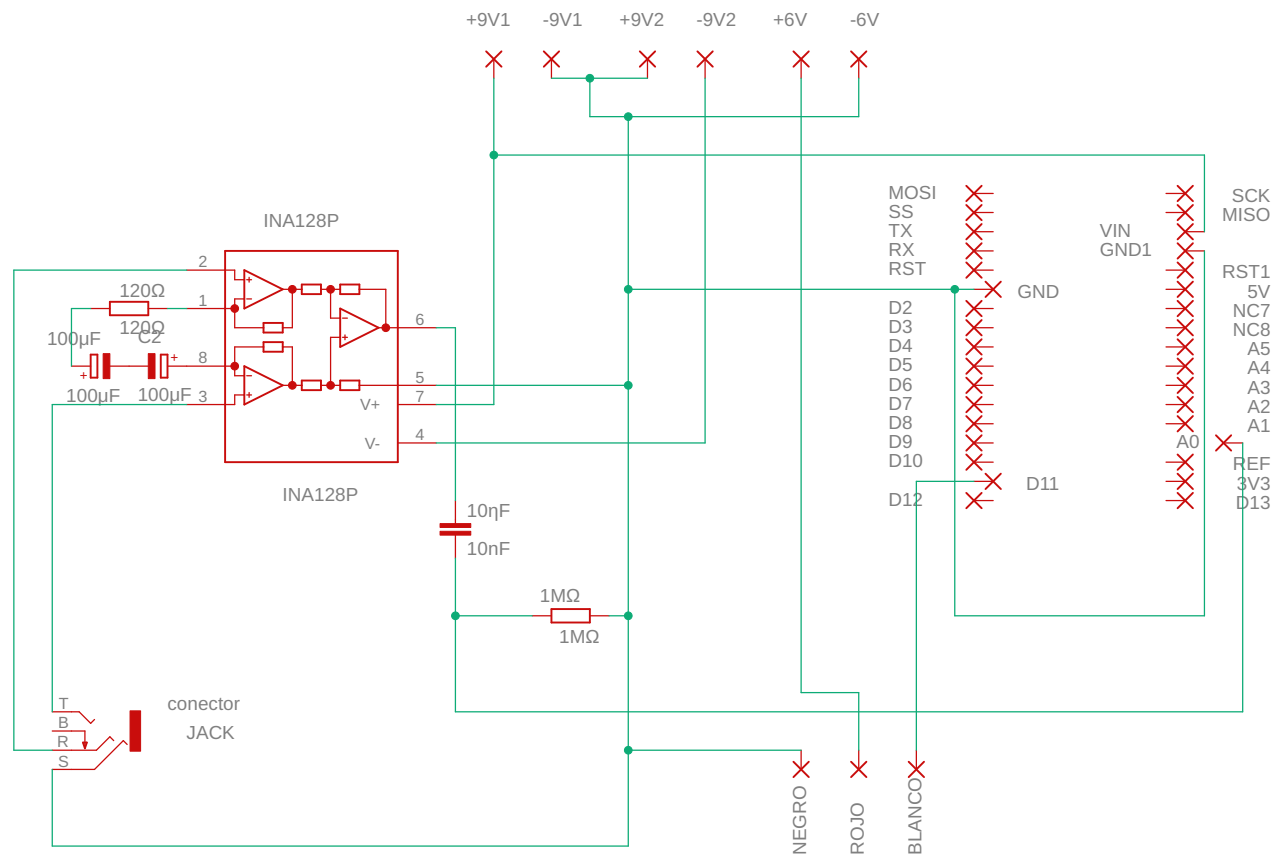 +9V1 -9V1 +9V2 -9V2 +6V -6V
INA128P
2
1
8
3
6
5
7
4
V+
V-
120Ω
120Ω
100µF
C2
+
+
100µF
100µF
INA128P
10ηF
10nF
1MΩ
1MΩ
MOSI
SS
TX
RX
RST
GND
D2
D3
D4
D5
D6
D7
D8
D9
D10
D11
D12
SCK
MISO
VIN
GND1
RST1
5V
NC7
NC8
A5
A4
A3
A2
A1
A0
REF
3V3
D13
T
B
R
S
conector
JACK
NEGRO
ROJO
BLANCO